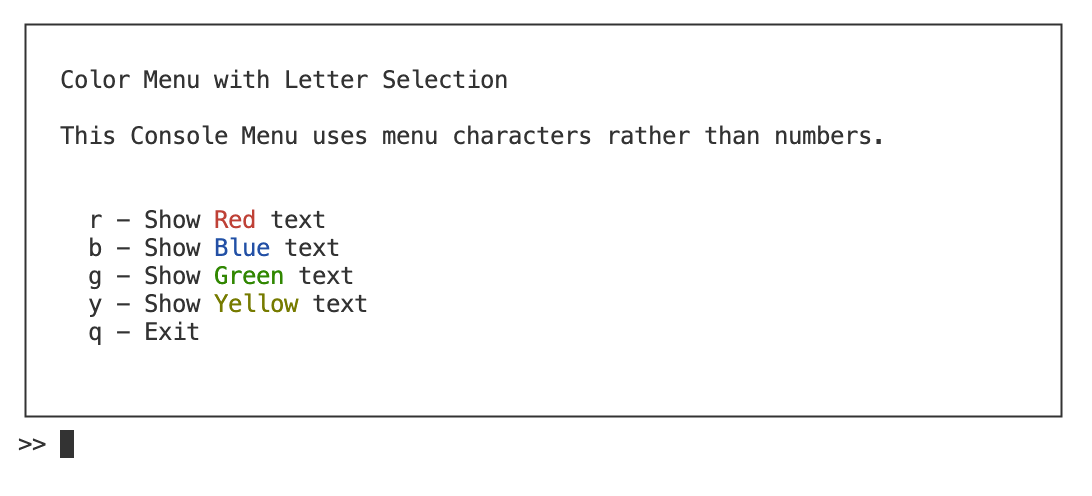 Color Menu with Letter Selection
This Console Menu uses menu characters rather than numbers.
r – Show Red text
b – Show Blue text
g – Show Green text
y – Show Yellow text
q – Exit
>>